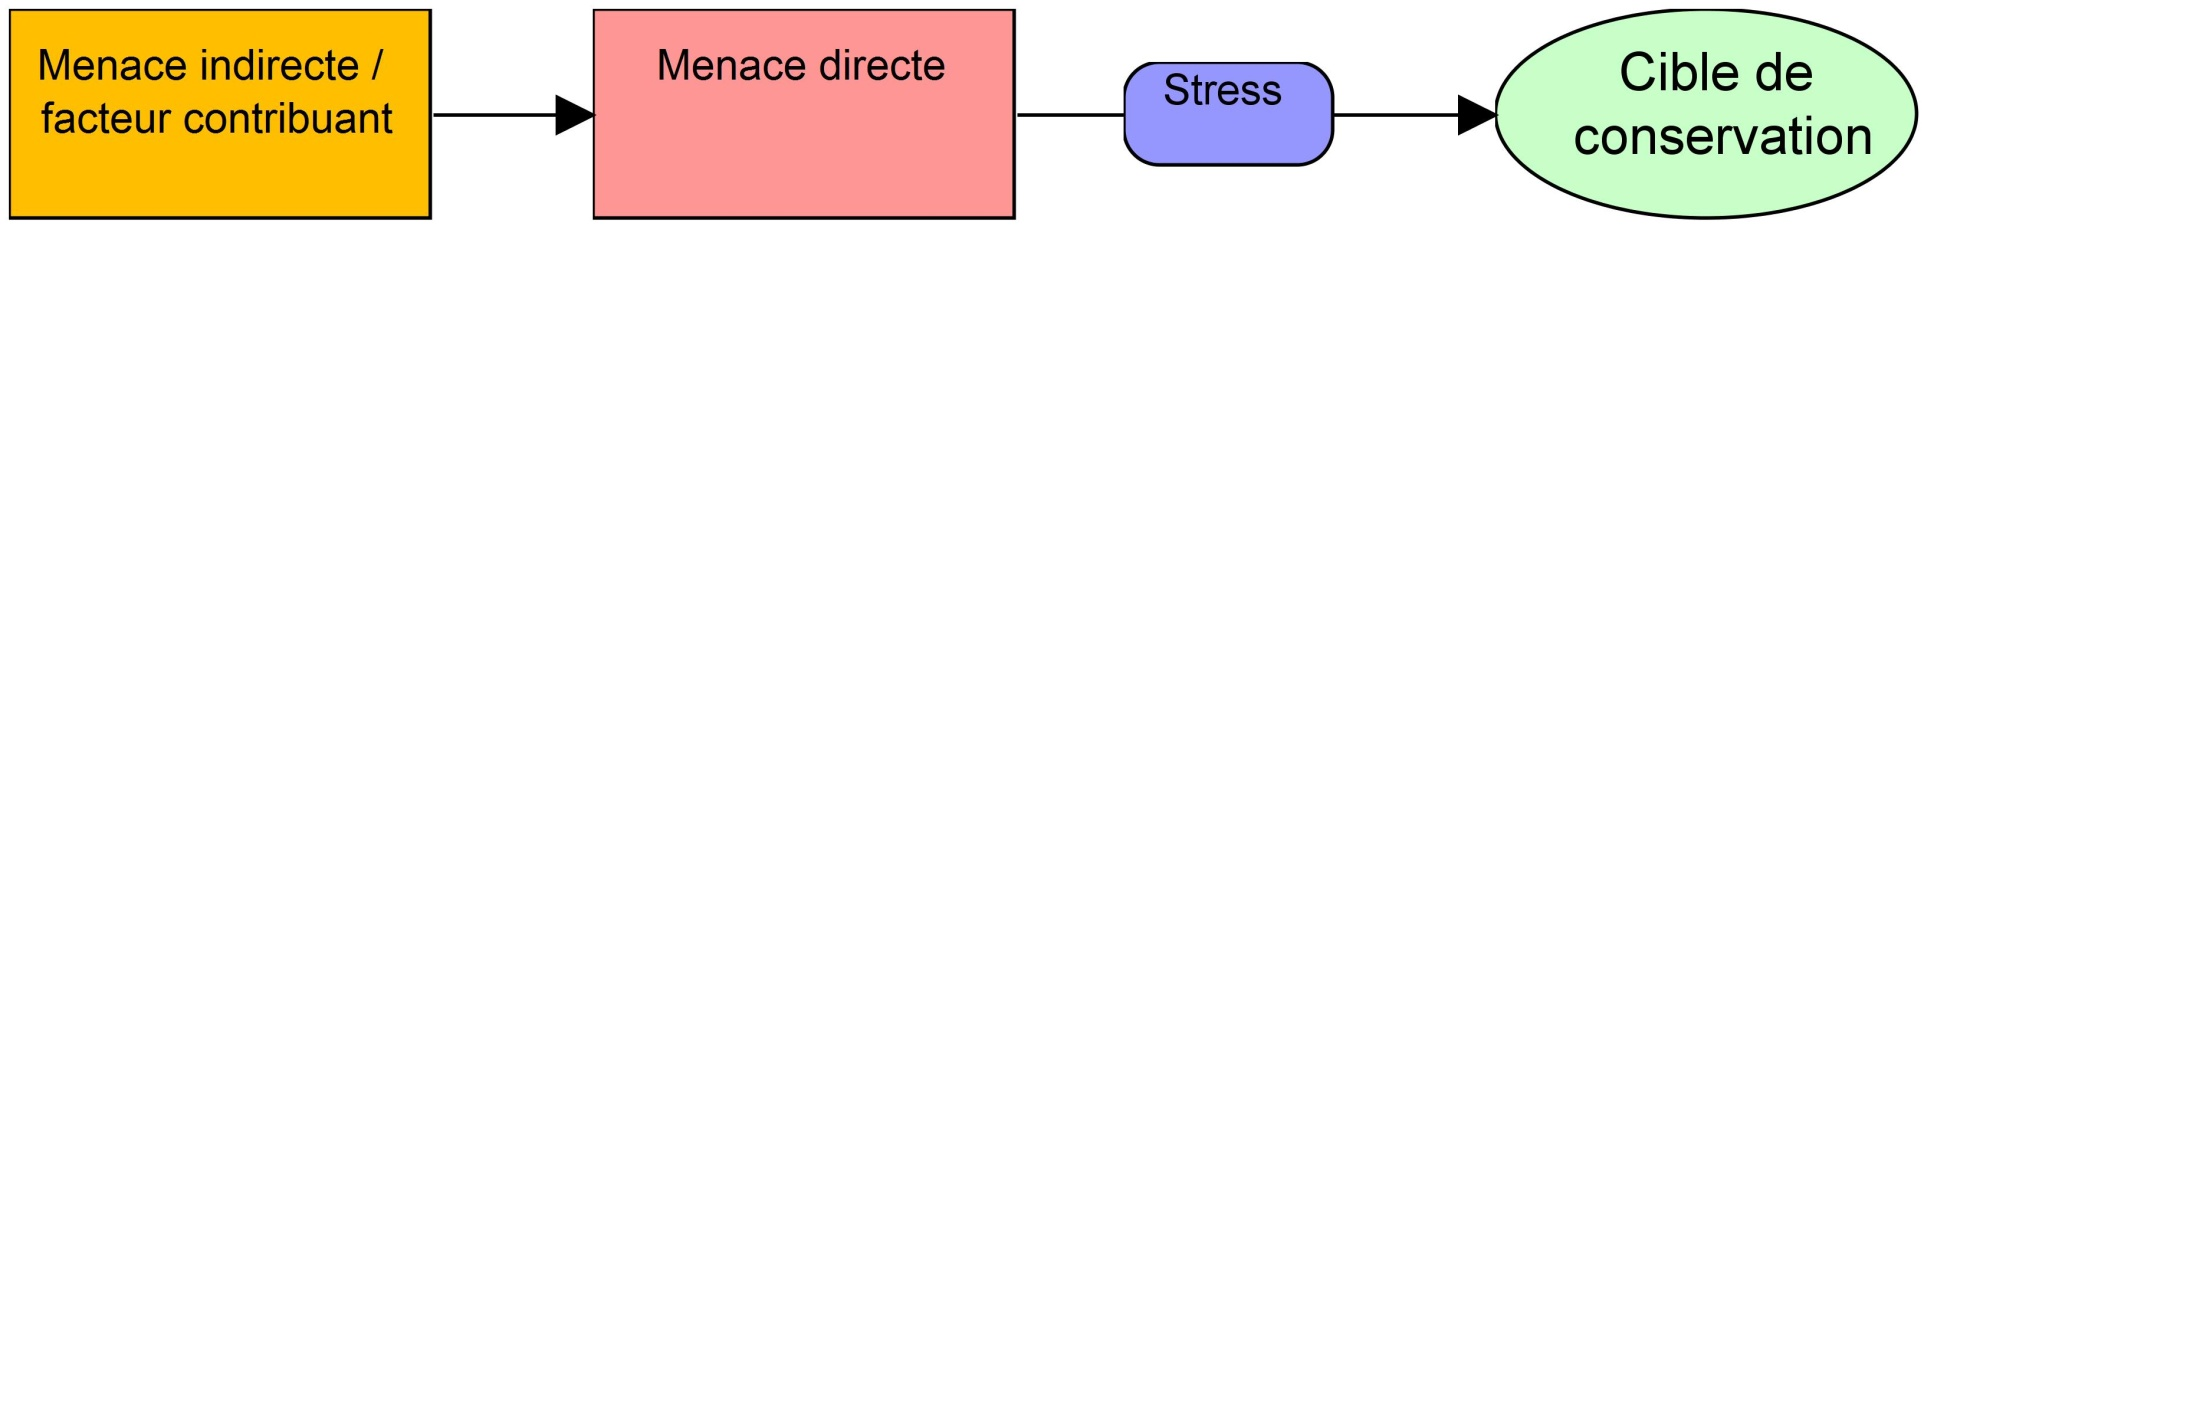 Menace indirecte /
facteur contribuant
Menace directe
Stress
Cible de
conservation